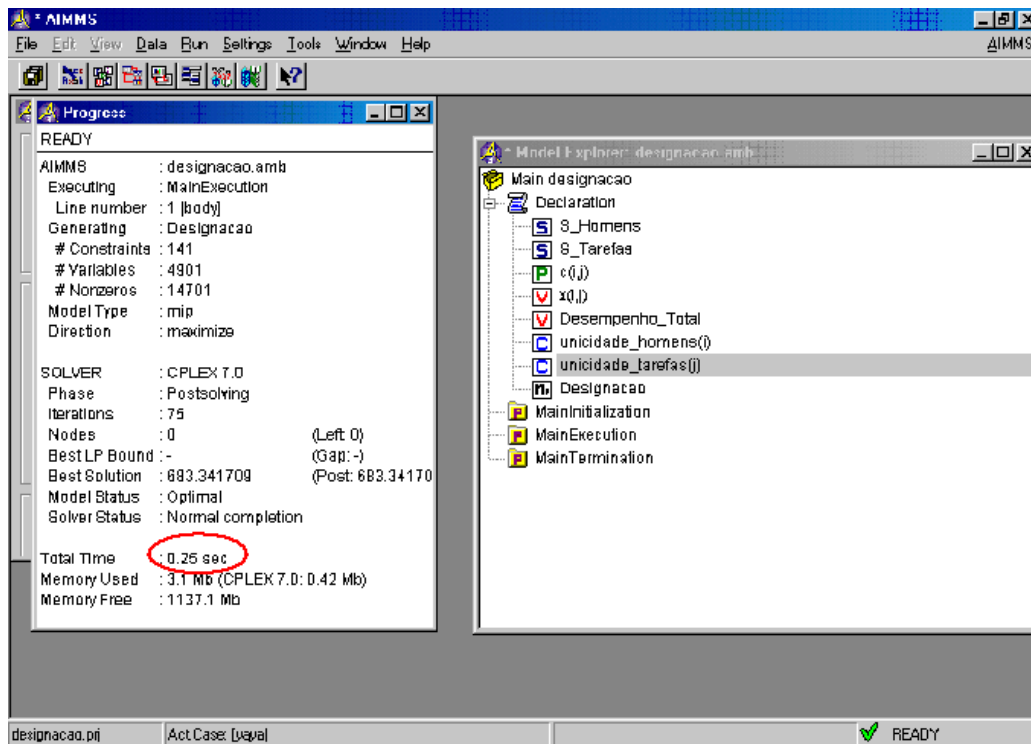 * AIMMS
File Edit View Data Run Settings Tools Window Help AIMMS
Progress
READY
AIMMS : designacao.amb
Executing : MainExecution
Line number : 1 [body]
Generating : Designacao
# Constraints : 141
# Variables : 4901
# Nonzeros : 14701
Model Type : mip
Direction : maximize
SOLVER : CPLEX 7.0
Phase : Postsolving
Iterations : 75
Nodes : 0 (Left: 0)
Best LP Bound : - (Gap: -)
Best Solution : 683.341709 (Post: 683.34170
Model Status : Optimal
Solver Status : Normal completion
Total Time : 0.25 sec
Memory Used : 3.1 Mb (CPLEX 7.0: 0.42 Mb)
Memory Free : 1137.1 Mb
* Model Explorer: designacao.amb
Main designacao
Declaration
S S_Homens
S S_Tarefas
P c(i,j)
V x(i,j)
V Desempenho_Total
C unicidade_homens(i)
C unicidade_tarefas(j)
Designacao
P MainInitialization
P MainExecution
P MainTermination
designacao.prj Act.Case: READY